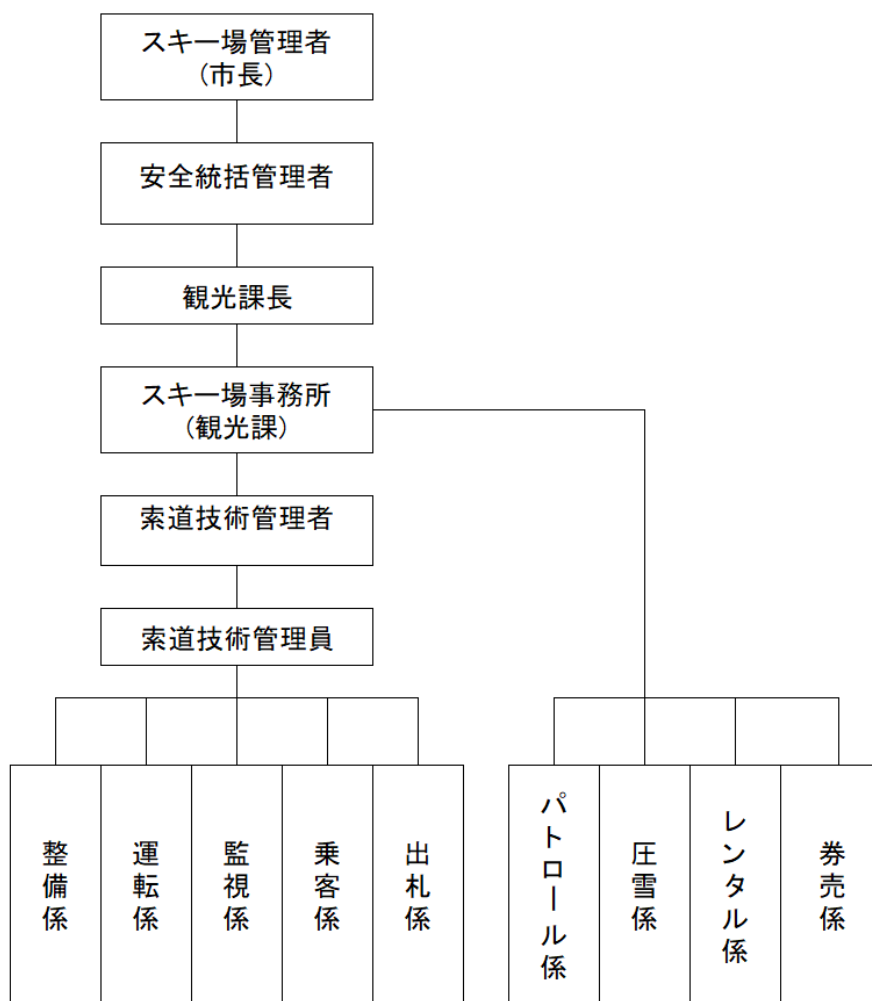 スキー場管理者
(市長)
安全統括管理者
観光課長
スキー場事務所
(観光課)
索道技術管理者
索道技術管理員
整備係
運転係
監視係
乗客係
出札係
パトロール係
圧雪係
レンタル係
券売係